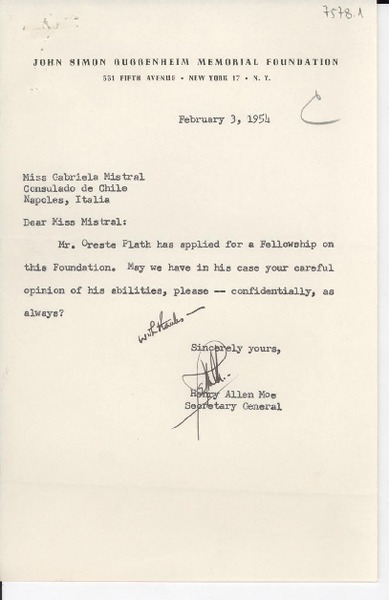 7578.1
JOHN SIMON GUGGENHEIM MEMORIAL FOUNDATION
551 FIFTH AVENUE • NEW YORK 17 • N. Y.
February 3, 1954
Miss Gabriela Mistral
Consulado de Chile
Napoles, Italia
Dear Miss Mistral:
Mr. Oreste Plath has applied for a Fellowship on
this Foundation. May we have in his case your careful
opinion of his abilities, please -- confidentially, as
always?
with thanks—
Sincerely yours,
Henry Allen Moe
Secretary General